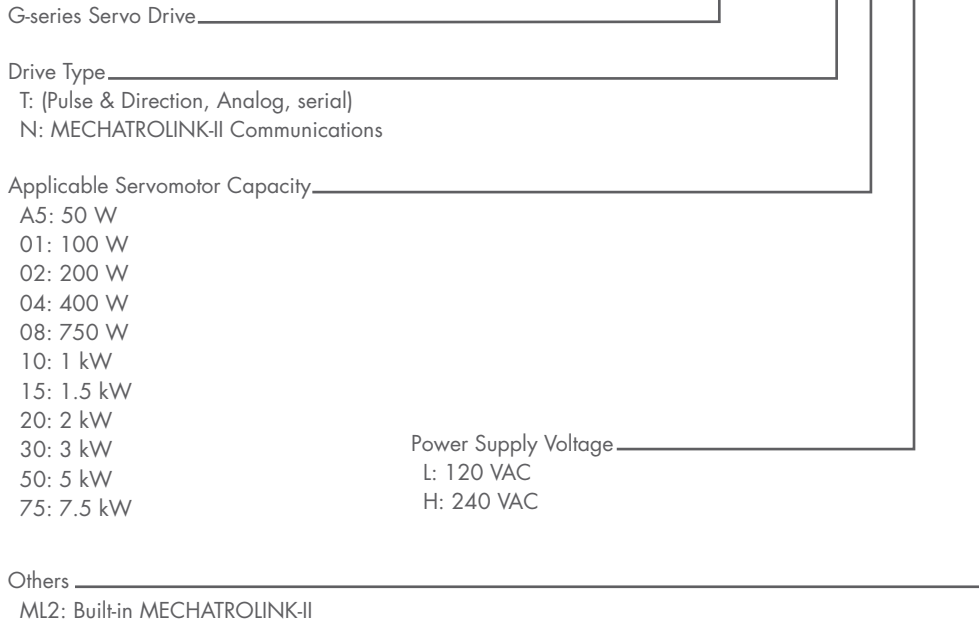 G-series Servo Drive
Drive Type
T: (Pulse & Direction, Analog, serial)
N: MECHATROLINK-II Communications
Applicable Servomotor Capacity
A5: 50 W
01: 100 W
02: 200 W
04: 400 W
08: 750 W
10: 1 kW
15: 1.5 kW
20: 2 kW
30: 3 kW
50: 5 kW
75: 7.5 kW
Power Supply Voltage
L: 120 VAC
H: 240 VAC
Others
ML2: Built-in MECHATROLINK-II